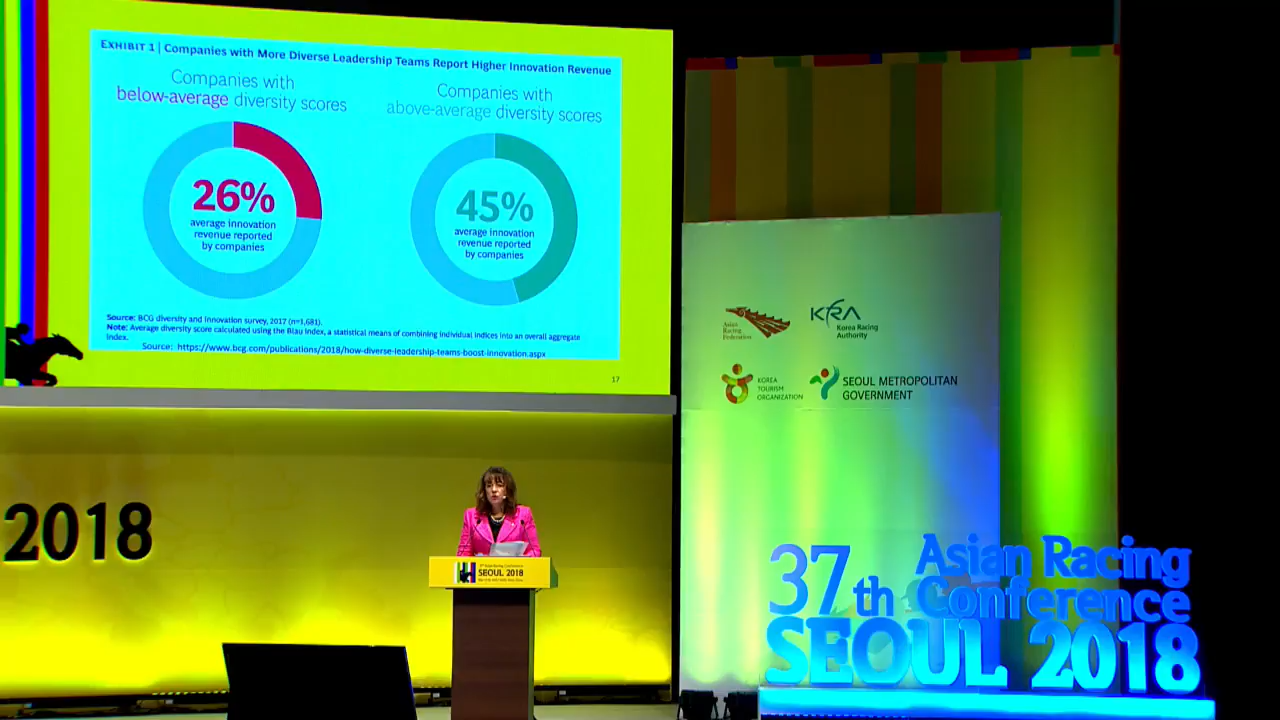 EXHIBIT 1 | Companies with More Diverse Leadership Teams Report Higher Innovation Revenue
Companies with
below-average diversity scores
26%
average innovation
revenue reported
by companies
Companies with
above-average diversity scores
45%
average innovation
revenue reported
by companies
Source: BCG diversity and innovation survey, 2017 (n=1,681).
Note: Average diversity score calculated using the Blau Index, a statistical means of combining individual indices into an overall aggregate
index.
Source: https://www.bcg.com/publications/2018/how-diverse-leadership-teams-boost-innovation.aspx
17
Asian
Racing
Federation
KRA
Korea Racing
Authority
KOREA
TOURISM
ORGANIZATION
SEOUL METROPOLITAN
GOVERNMENT
2018
SEOUL 2018
37th Asian Racing
Conference
SEOUL 2018